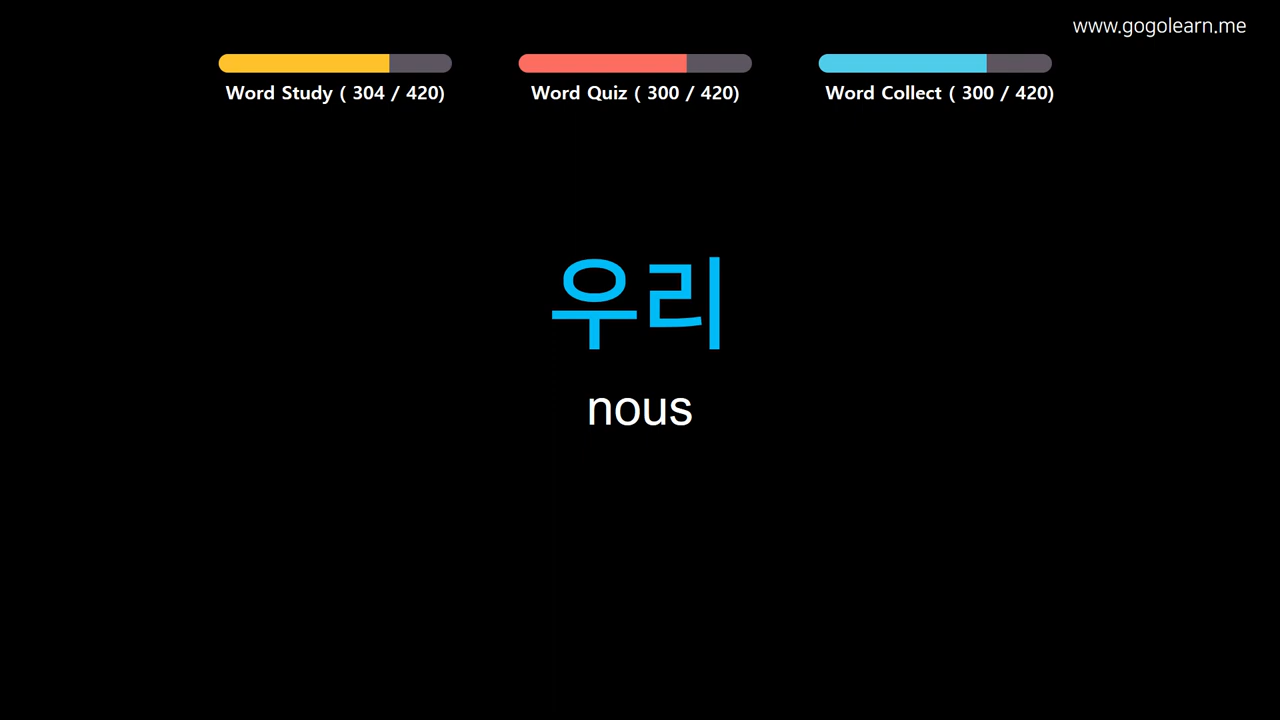 www.gogolearn.me
Word Study ( 304 / 420)
Word Quiz ( 300 / 420)
Word Collect ( 300 / 420)
우리
nous